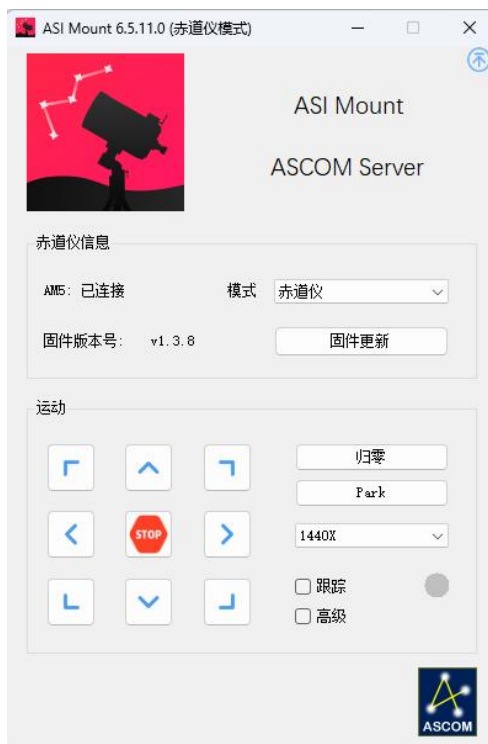 ASI Mount 6.5.11.0 (赤道仪模式)
ASI Mount
ASCOM Server
赤道仪信息
AM5: 已连接 模式 赤道仪
固件版本号: v1.3.8 固件更新
运动
归零
Park
STOP 1440X
跟踪
高级
ASCOM